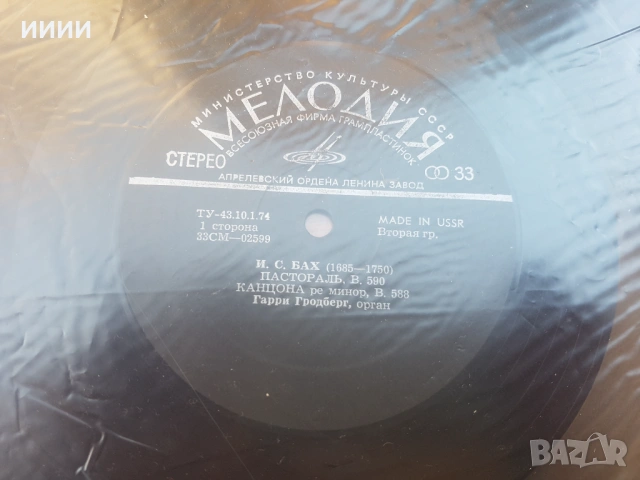 ииии
МИНИСТЕРСТВО КУЛЬТУРЫ СССР
МЕЛОДИЯ
ВСЕСОЮЗНАЯ ФИРМА ГРАМПЛАСТИНОК
СТЕРЕО
33
АПРЕЛЕВСКИЙ ОРДЕНА ЛЕНИНА ЗАВОД
ТУ-43.10.1.74
MADE IN USSR
1 сторона
Вторая гр.
33СМ—02599
И. С. БАХ (1685—1750)
ПАСТОРАЛЬ, В. 590
КАНЦОНА ре минор, В. 588
Гарри Гродберг, орган
BAZAR